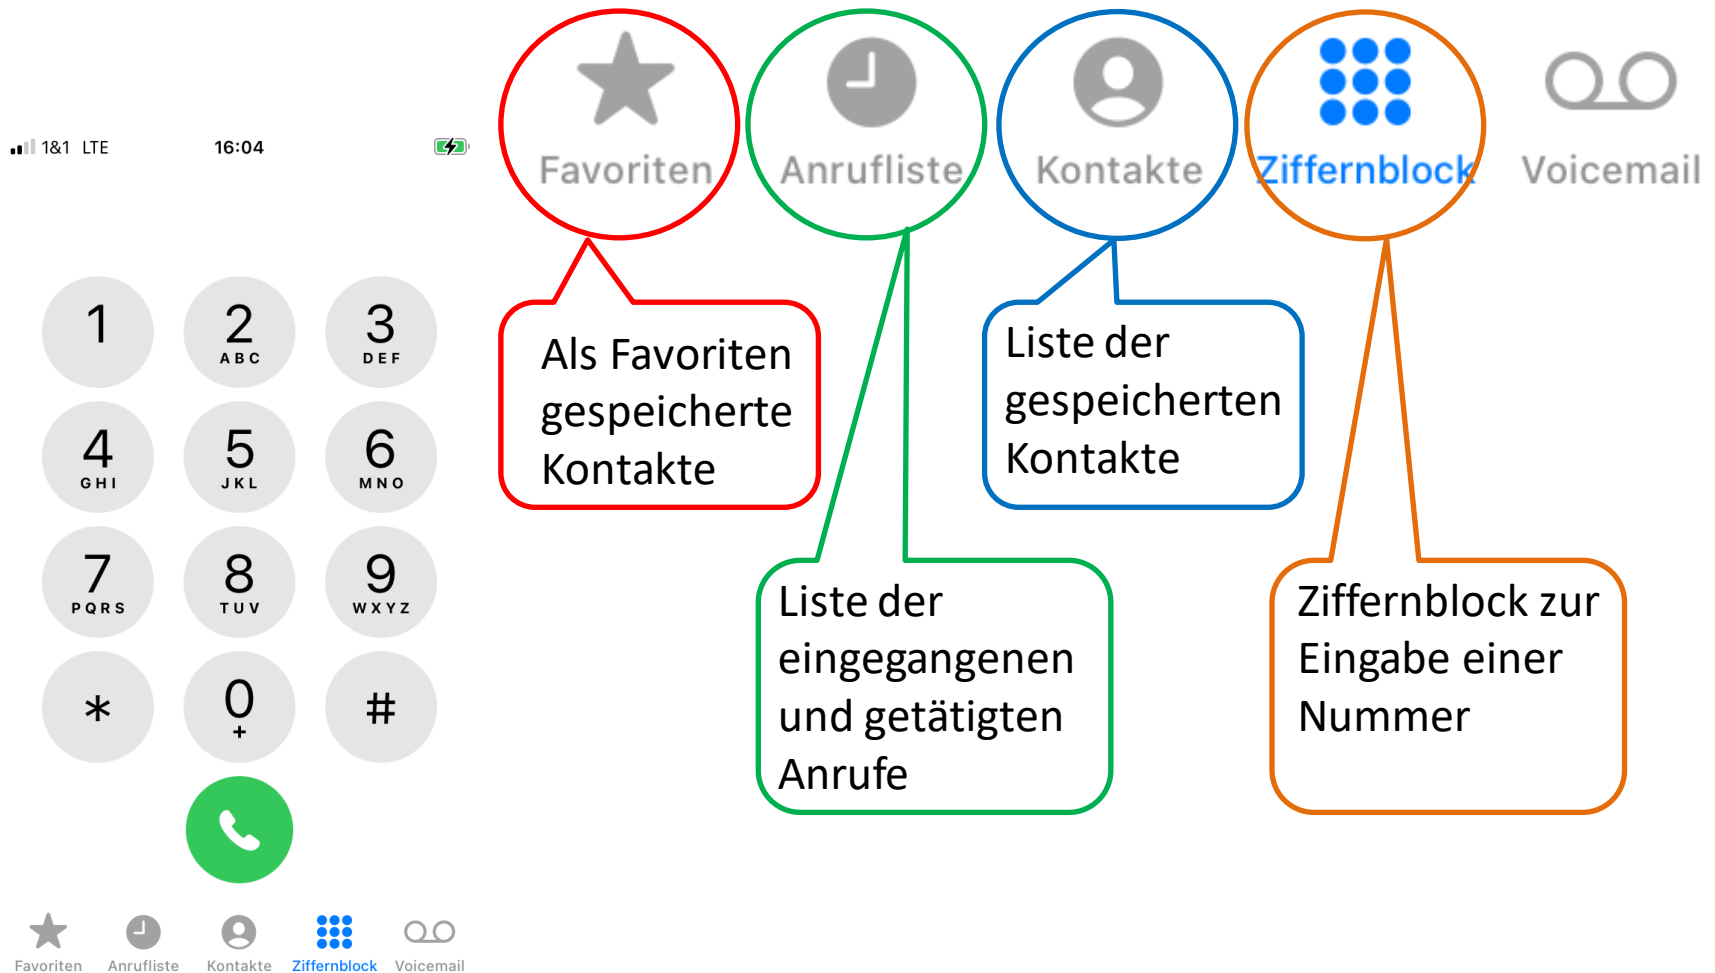 1&1 LTE 16:04
1
2 3
ABC DEF
4 5 6
GHI JKL MNO
7 8 9
PQRS TUV WXYZ
* 0 #
+
Favoriten Anrufliste Kontakte Ziffernblock Voicemail
Favoriten Anrufliste Kontakte Ziffernblock Voicemail
Als Favoriten
gespeicherte
Kontakte
Liste der
eingegangenen
und getätigten
Anrufe
Liste der
gespeicherten
Kontakte
Ziffernblock zur
Eingabe einer
Nummer